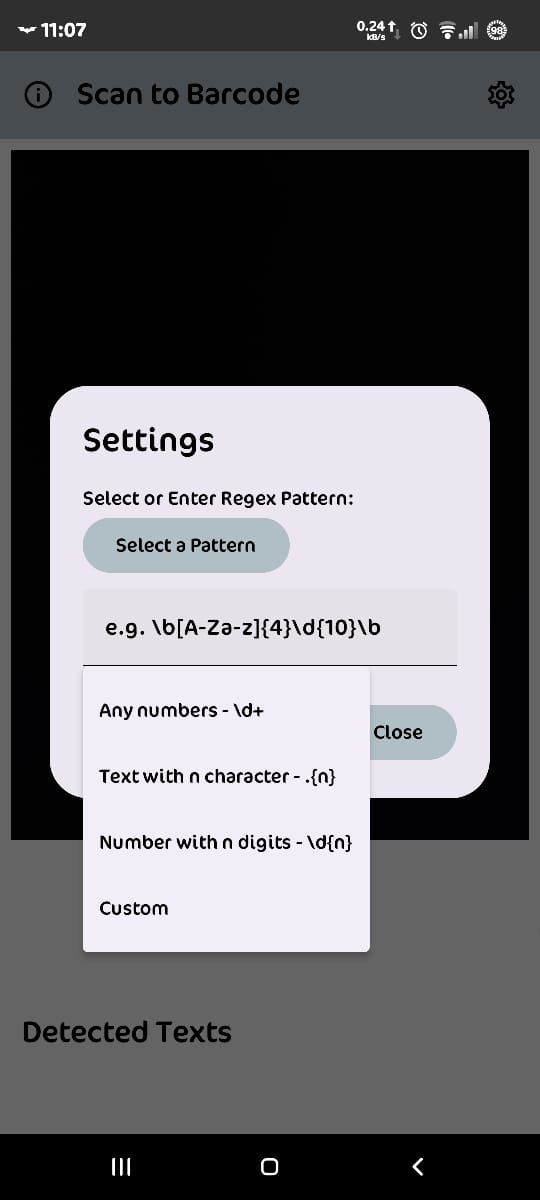 11:07
0.24
kB/s
98
Scan to Barcode
Settings
Select or Enter Regex Pattern:
Select a Pattern
e.g. \b[A-Za-z]{4}\d{10}\b
Any numbers - \d+
Close
Text with n character - .{n}
Number with n digits - \d{n}
Custom
Detected Texts